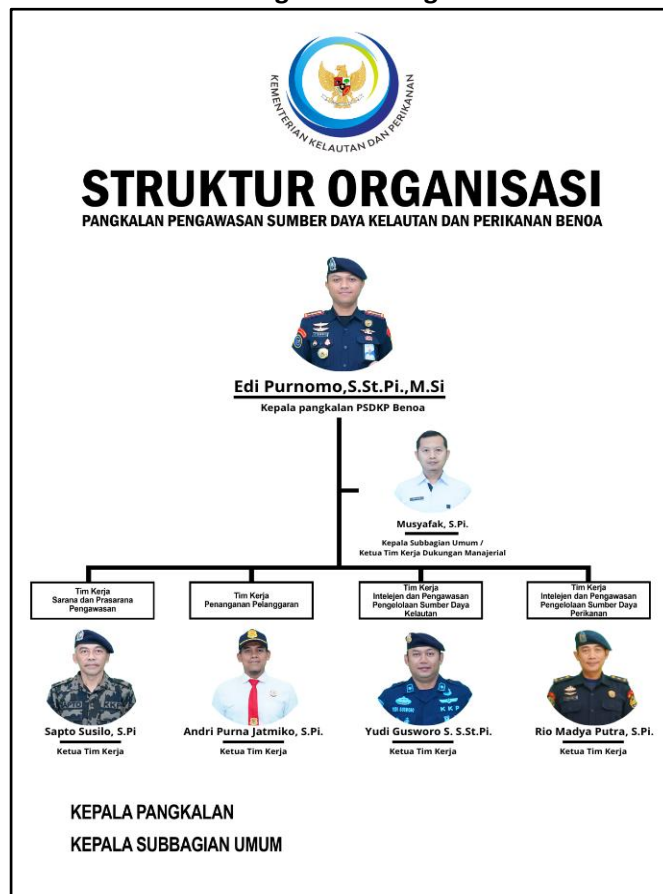 KEMENTERIAN KELAUTAN DAN PERIKANAN
STRUKTUR ORGANISASI
PANGKALAN PENGAWASAN SUMBER DAYA KELAUTAN DAN PERIKANAN BENOA
Edi Purnomo,S.St.Pi.,M.Si
Kepala pangkalan PSDKP Benoa
Musyafak, S.Pi.
Kepala Subbagian Umum /
Ketua Tim Kerja Dukungan Manajerial
Tim Kerja
Sarana dan Prasarana
Pengawasan
Tim Kerja
Penanganan Pelanggaran
Tim Kerja
Intelejen dan Pengawasan
Pengelolaan Sumber Daya
Kelautan
Tim Kerja
Intelejen dan Pengawasan
Pengelolaan Sumber Daya
Perikanan
SAPTO
KKP
KKP
Sapto Susilo, S.Pi
Ketua Tim Kerja
Andri Purna Jatmiko, S.Pi.
Ketua Tim Kerja
Yudi Gusworo S. S.St.Pi.
Ketua Tim Kerja
Rio Madya Putra, S.Pi.
Ketua Tim Kerja
KEPALA PANGKALAN
KEPALA SUBBAGIAN UMUM